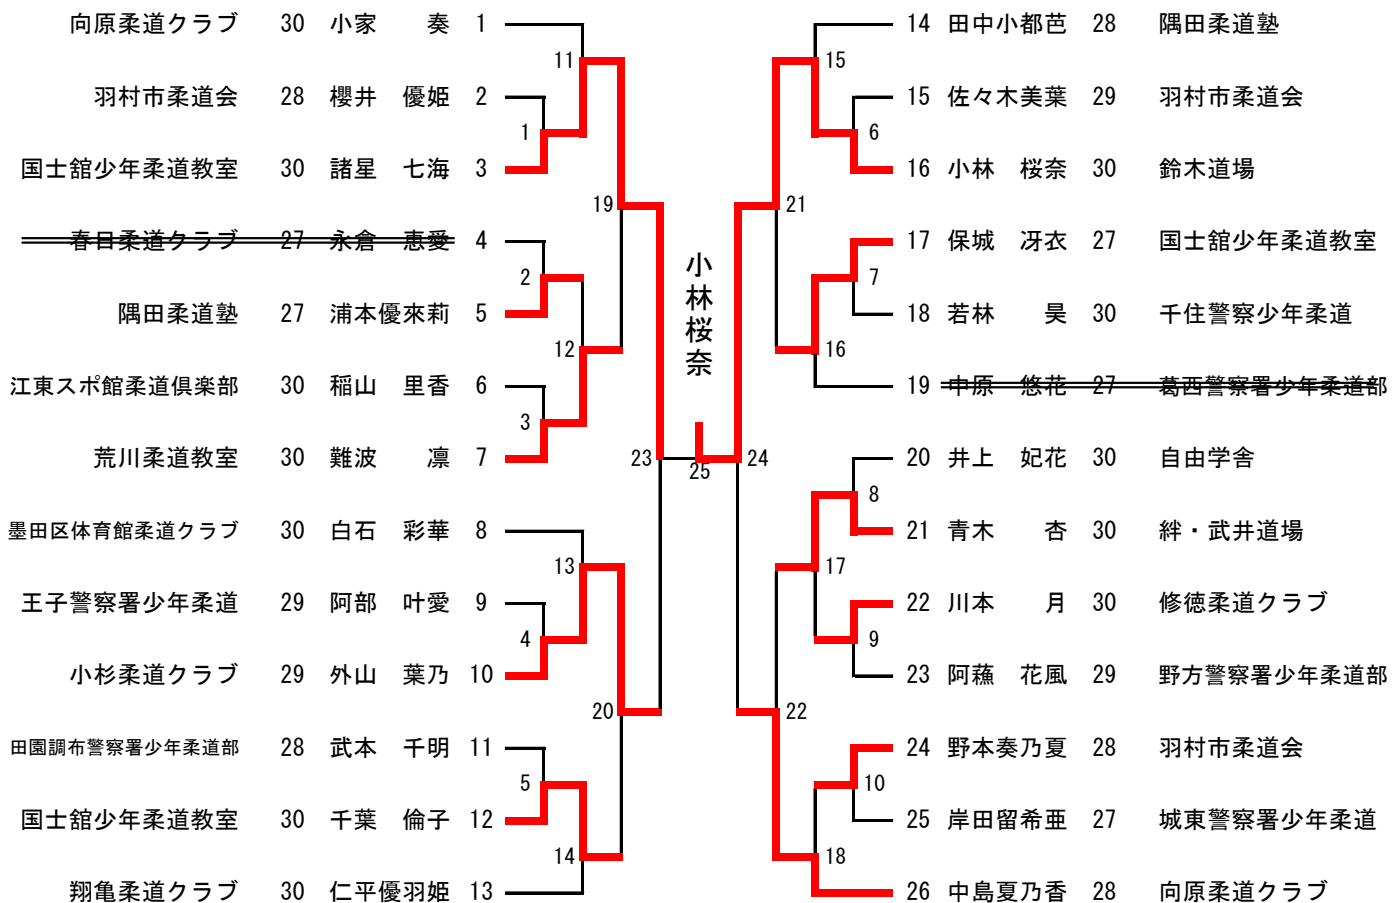 向原柔道クラブ 30 小家 奏 1
羽村市柔道会 28 櫻井 優姫 2
国士舘少年柔道教室 30 諸星 七海 3
春日柔道クラブ 27 永倉 恵愛 4
隅田柔道塾 27 浦本優來莉 5
江東スポ館柔道倶楽部 30 稲山 里香 6
荒川柔道教室 30 難波 凛 7
墨田区体育館柔道クラブ 30 白石 彩華 8
王子警察署少年柔道 29 阿部 叶愛 9
小杉柔道クラブ 29 外山 葉乃 10
田園調布警察署少年柔道部 28 武本 千明 11
国士舘少年柔道教室 30 千葉 倫子 12
翔亀柔道クラブ 30 仁平優羽姫 13
11
1
19
2
12
3
23
13
4
20
5
14
小林桜奈
25
15
6
21
7
16
24
8
17
9
22
10
18
14 田中小都芭 28 隅田柔道塾
15 佐々木美葉 29 羽村市柔道会
16 小林 桜奈 30 鈴木道場
17 保城 冴衣 27 国士舘少年柔道教室
18 若林 昊 30 千住警察少年柔道
19 中原 悠花 27 葛西警察署少年柔道部
20 井上 妃花 30 自由学舎
21 青木 杏 30 絆・武井道場
22 川本 月 30 修徳柔道クラブ
23 阿蘓 花風 29 野方警察署少年柔道部
24 野本奏乃夏 28 羽村市柔道会
25 岸田留希亜 27 城東警察署少年柔道
26 中島夏乃香 28 向原柔道クラブ